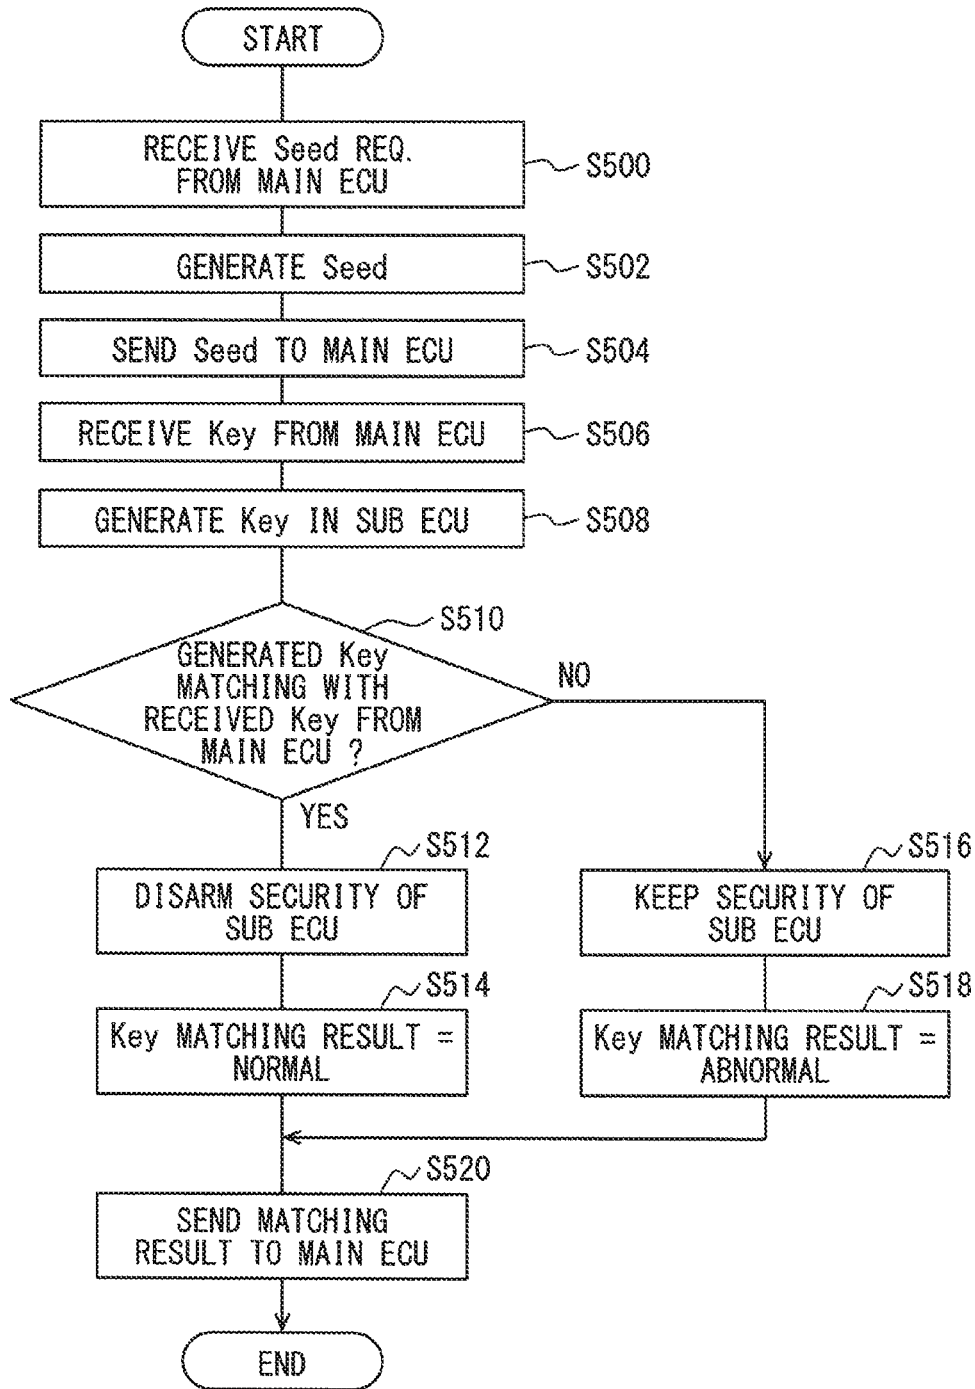 START
RECEIVE Seed REQ.
FROM MAIN ECU
S500
GENERATE Seed
S502
SEND Seed TO MAIN ECU
S504
RECEIVE Key FROM MAIN ECU
S506
GENERATE Key IN SUB ECU
S508
S510
GENERATED Key
MATCHING WITH
RECEIVED Key FROM
MAIN ECU ?
NO
YES
S512
DISARM SECURITY OF
SUB ECU
S516
KEEP SECURITY OF
SUB ECU
S514
Key MATCHING RESULT =
NORMAL
S518
Key MATCHING RESULT =
ABNORMAL
S520
SEND MATCHING
RESULT TO MAIN ECU
END